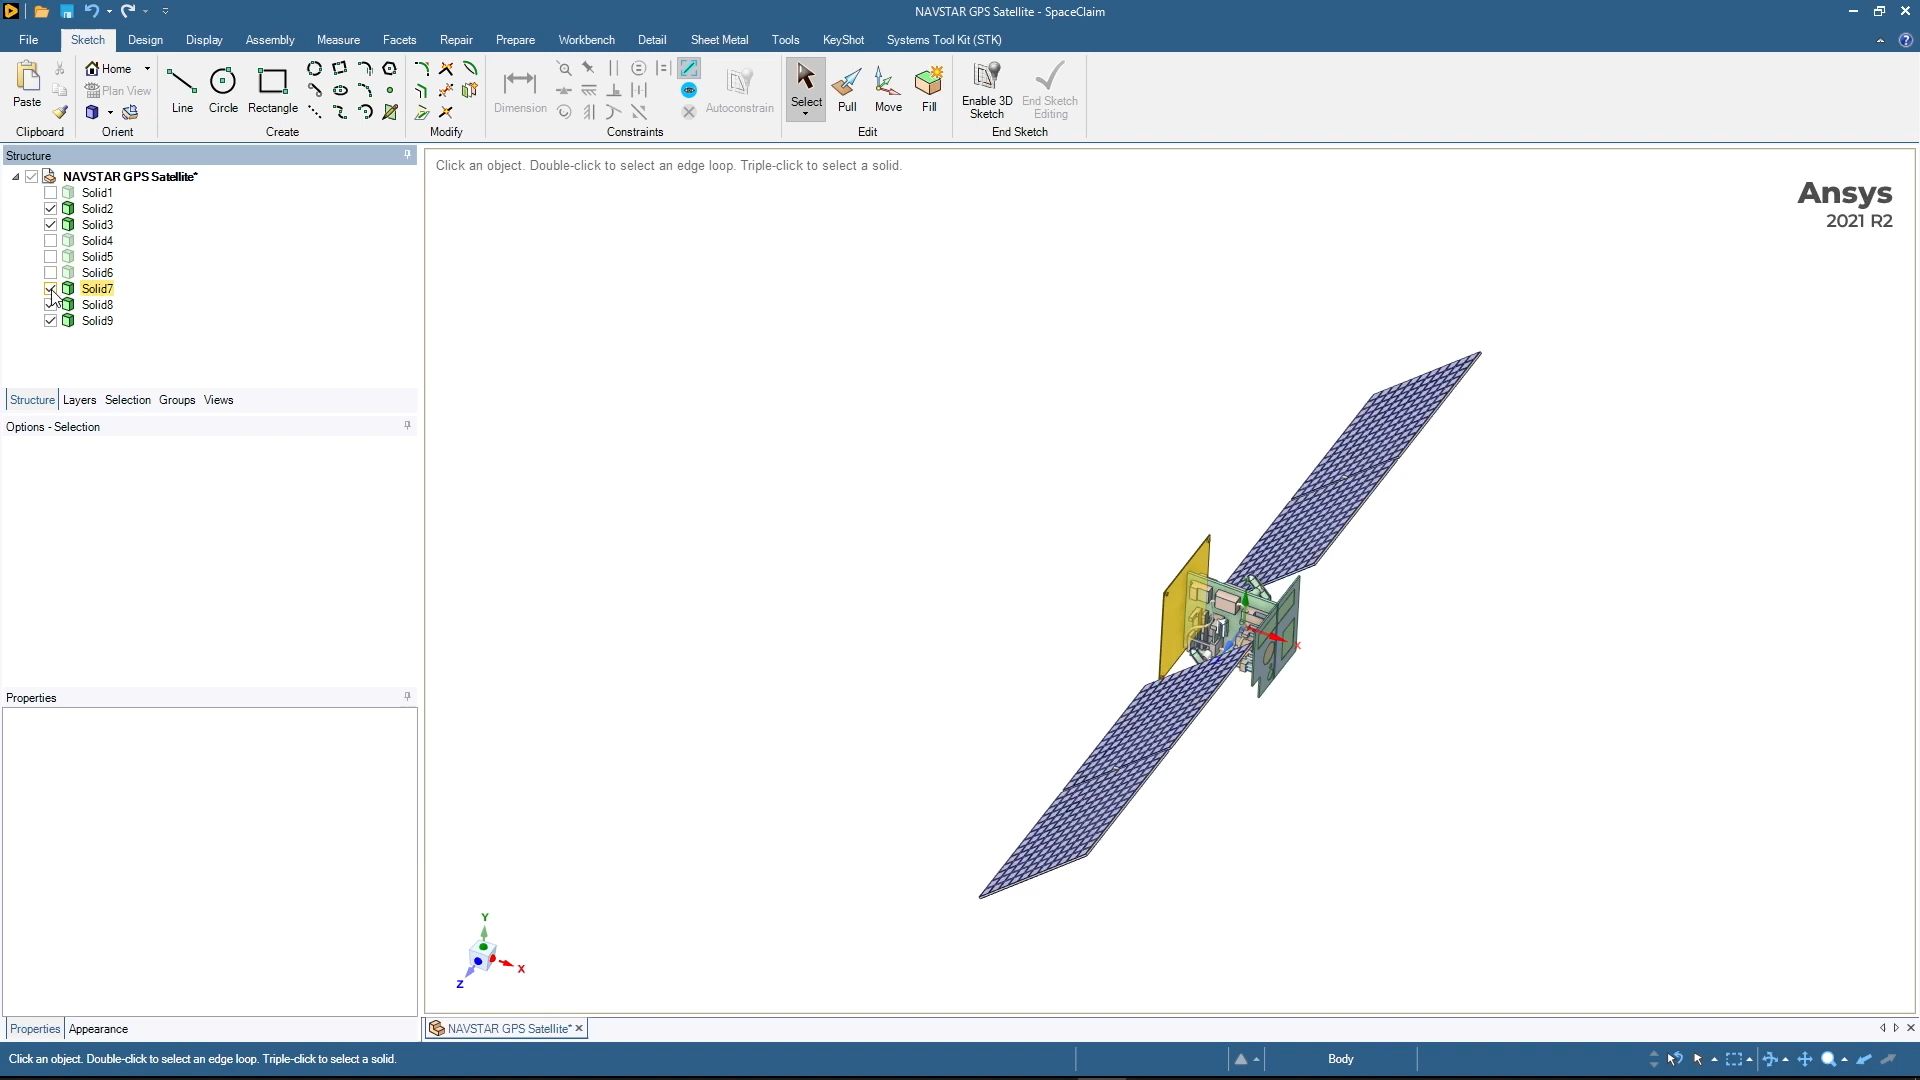 NAVSTAR GPS Satellite - SpaceClaim
File Sketch Design Display Assembly Measure Facets Repair Prepare Workbench Detail Sheet Metal Tools KeyShot Systems Tool Kit (STK)
Paste
Home
Plan View
Line Circle Rectangle
Dimension
Autoconstrain
Select Pull Move Fill
Enable 3D Sketch
End Sketch Editing
Clipboard Orient Create Modify Constraints Edit End Sketch
Structure
NAVSTAR GPS Satellite*
Solid1
Solid2
Solid3
Solid4
Solid5
Solid6
Solid7
Solid8
Solid9
Structure Layers Selection Groups Views
Options - Selection
Properties
Properties Appearance
Click an object. Double-click to select an edge loop. Triple-click to select a solid.
Ansys
2021 R2
X
Y
X
Z
NAVSTAR GPS Satellite*
Click an object. Double-click to select an edge loop. Triple-click to select a solid.
Body